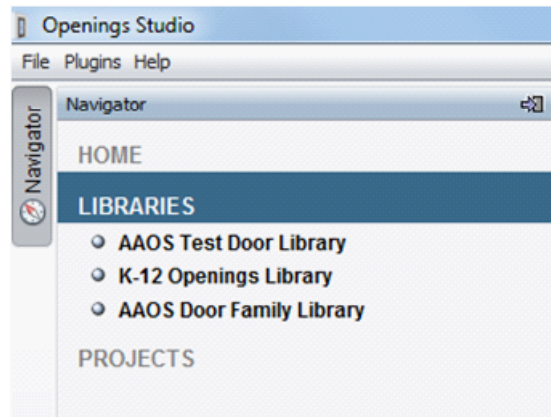 Openings Studio
File Plugins Help
Navigator
Navigator
HOME
LIBRARIES
AAOS Test Door Library
K-12 Openings Library
AAOS Door Family Library
PROJECTS